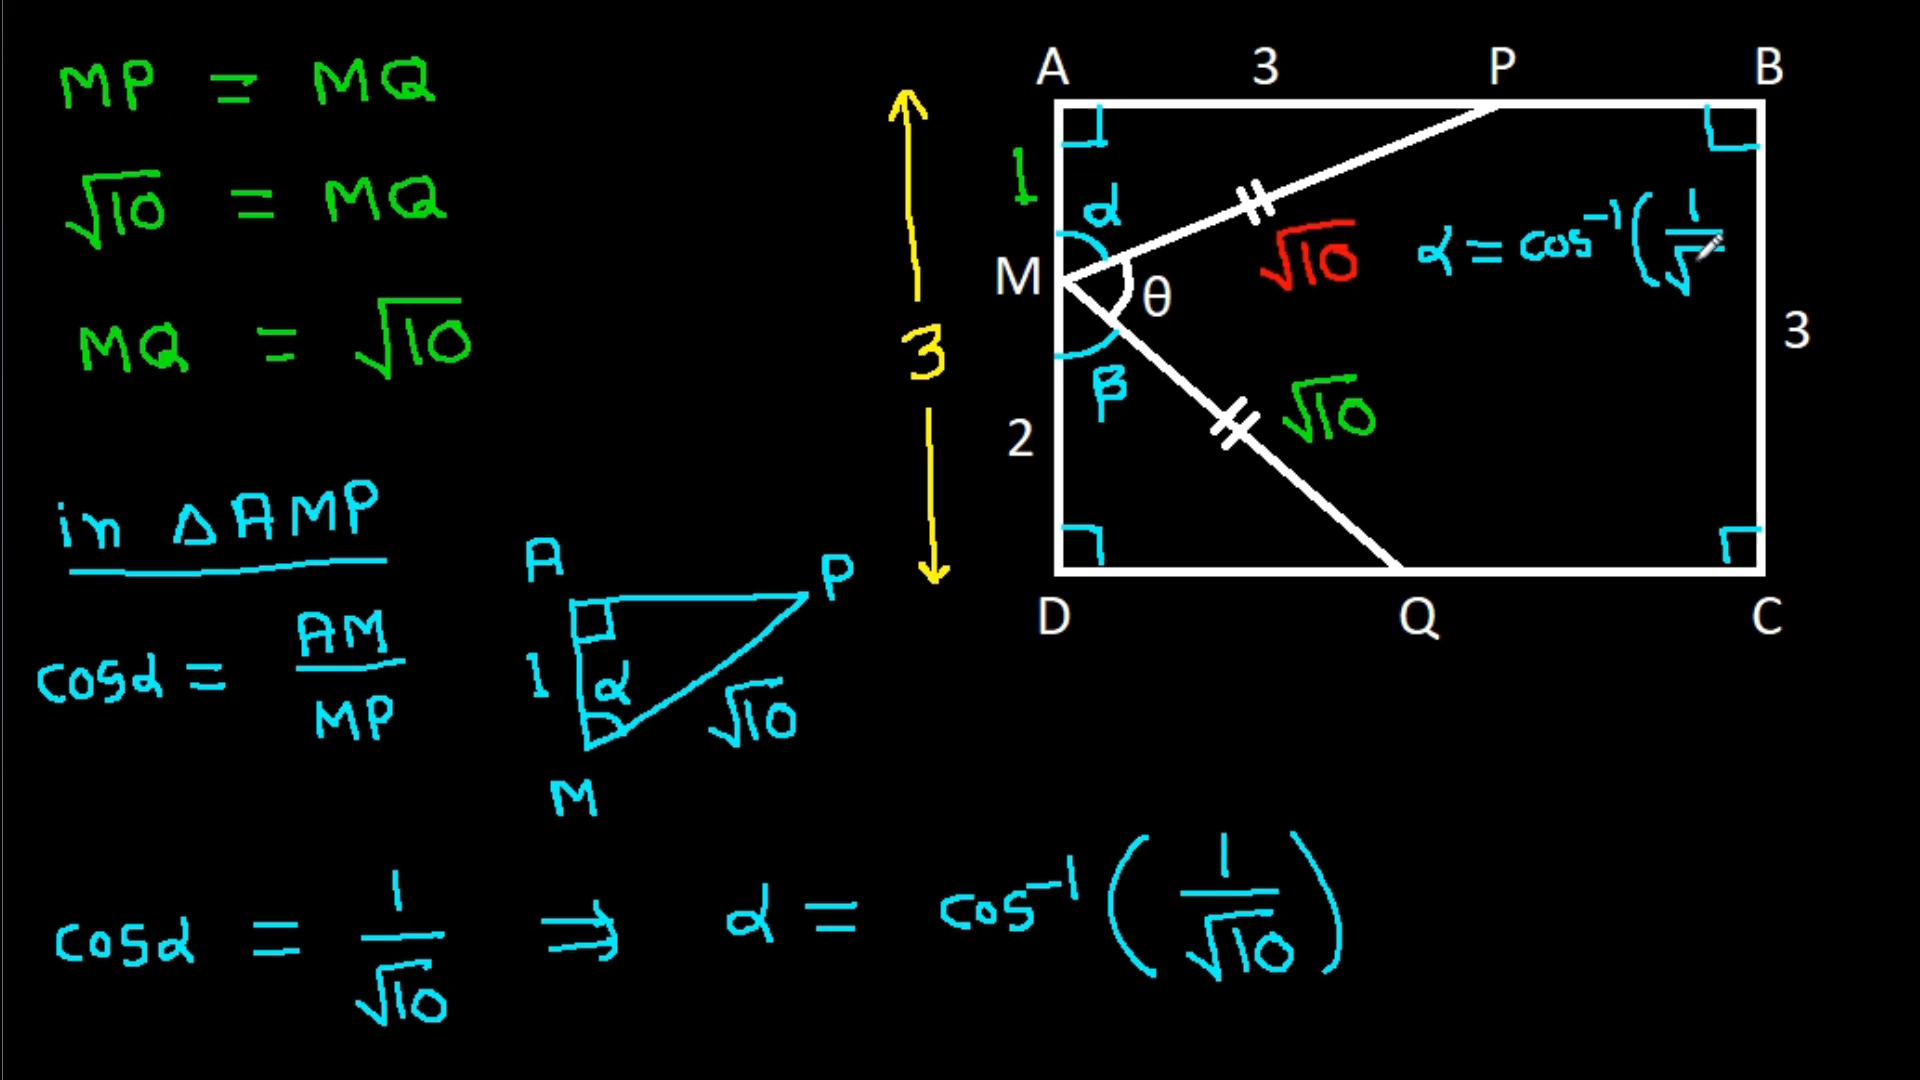 MP = MQ
√10 = MQ
MQ = √10
in Δ AMP
cosα = AM/MP
A
P
1
α
√10
M
cosα = 1/√10 ⇒ α = cos⁻¹(1/√10)
3
A 3 P B
1
α
M
θ
√10
α = cos⁻¹(1/√
3
β
√10
2
D Q C